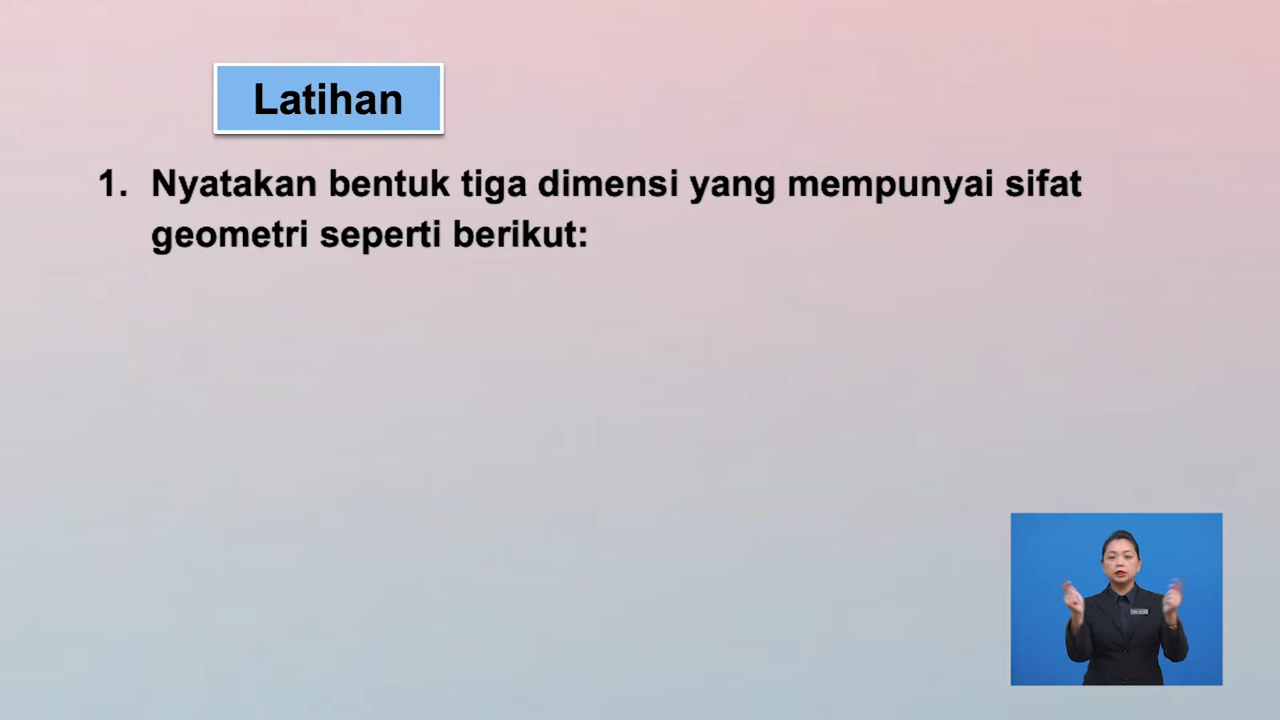 Latihan
1. Nyatakan bentuk tiga dimensi yang mempunyai sifat
geometri seperti berikut: